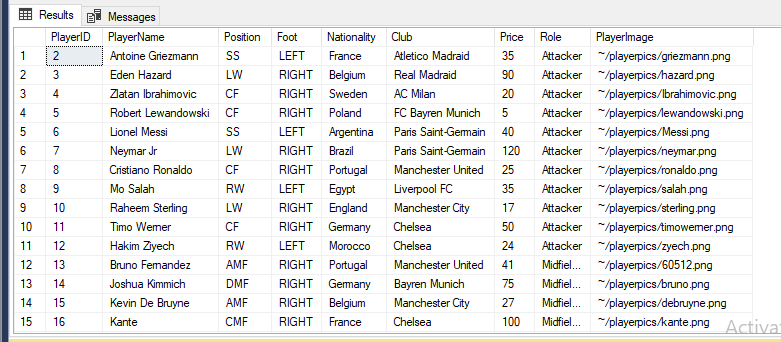 Results Messages
PlayerID PlayerName Position Foot Nationality Club Price Role PlayerImage
1 2 Antoine Griezmann SS LEFT France Atletico Madraid 35 Attacker ~/playerpics/griezmann.png
2 3 Eden Hazard LW RIGHT Belgium Real Madraid 90 Attacker ~/playerpics/hazard.png
3 4 Zlatan Ibrahimovic CF RIGHT Sweden AC Milan 20 Attacker ~/playerpics/Ibrahimovic.png
4 5 Robert Lewandowski CF RIGHT Poland FC Bayren Munich 5 Attacker ~/playerpics/lewandowski.png
5 6 Lionel Messi SS LEFT Argentina Paris Saint-Germain 40 Attacker ~/playerpics/Messi.png
6 7 Neymar Jr LW RIGHT Brazil Paris Saint-Germain 120 Attacker ~/playerpics/neymar.png
7 8 Cristiano Ronaldo CF RIGHT Portugal Manchester United 25 Attacker ~/playerpics/ronaldo.png
8 9 Mo Salah RW LEFT Egypt Liverpool FC 35 Attacker ~/playerpics/salah.png
9 10 Raheem Sterling LW RIGHT England Manchester City 17 Attacker ~/playerpics/sterling.png
10 11 Timo Werner CF RIGHT Germany Chelsea 50 Attacker ~/playerpics/timowerner.png
11 12 Hakim Ziyech RW LEFT Morocco Chelsea 24 Attacker ~/playerpics/zyech.png
12 13 Bruno Fernandez AMF RIGHT Portugal Manchester United 41 Midfiel... ~/playerpics/60512.png
13 14 Joshua Kimmich DMF RIGHT Germany Bayren Munich 75 Midfiel... ~/playerpics/bruno.png
14 15 Kevin De Bruyne AMF RIGHT Belgium Manchester City 27 Midfiel... ~/playerpics/debruyne.png
15 16 Kante CMF RIGHT France Chelsea 100 Midfiel... ~/playerpics/kante.png
Activa